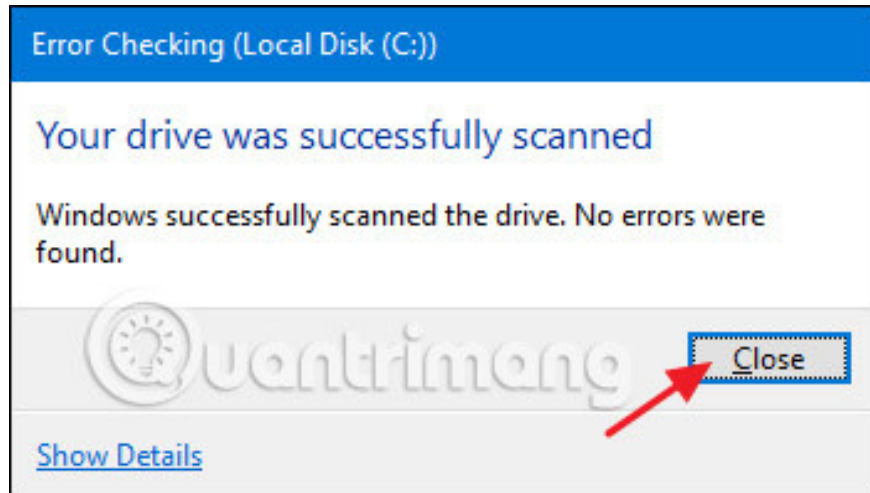 Error Checking (Local Disk (C:))
Your drive was successfully scanned
Windows successfully scanned the drive. No errors were
found.
Quantrimang
Close
Show Details